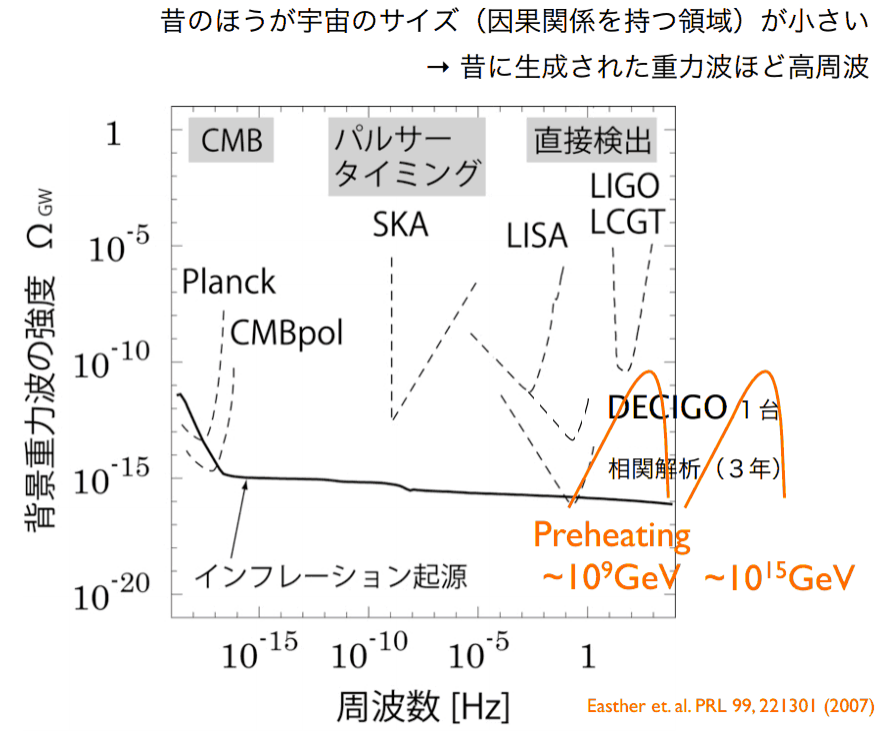 昔のほうが宇宙のサイズ（因果関係を持つ領域）が小さい
→ 昔に生成された重力波ほど高周波
背景重力波の強度 Ω GW
1
10⁻⁵
10⁻¹⁰
10⁻¹⁵
10⁻²⁰
CMB
パルサー
タイミング
直接検出
LIGO
LCGT
SKA
LISA
Planck
CMBpol
DECIGO 1台
相関解析（3年）
Preheating
~10⁹GeV ~10¹⁵GeV
インフレーション起源
10⁻¹⁵ 10⁻¹⁰ 10⁻⁵ 1
周波数 [Hz]
Easther et. al. PRL 99, 221301 (2007)